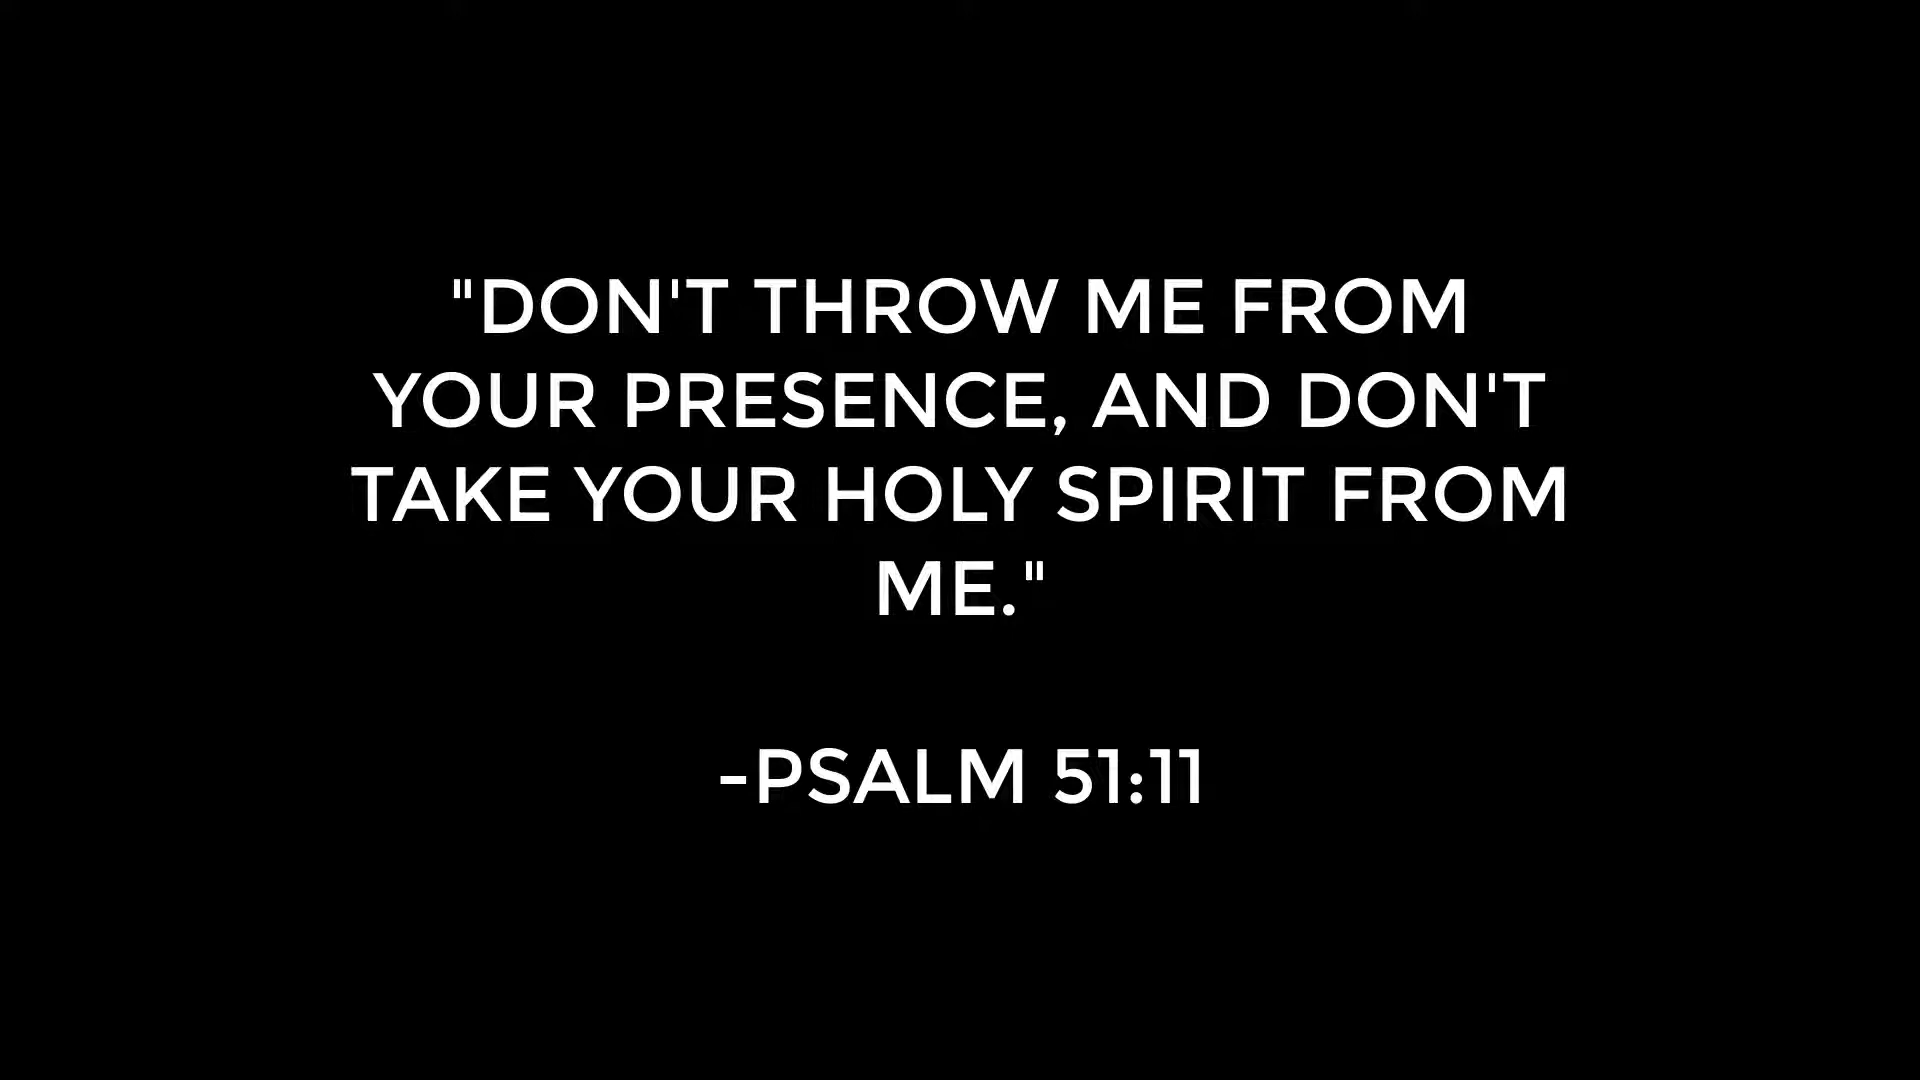 "DON'T THROW ME FROM
YOUR PRESENCE, AND DON'T
TAKE YOUR HOLY SPIRIT FROM
ME."
-PSALM 51:11